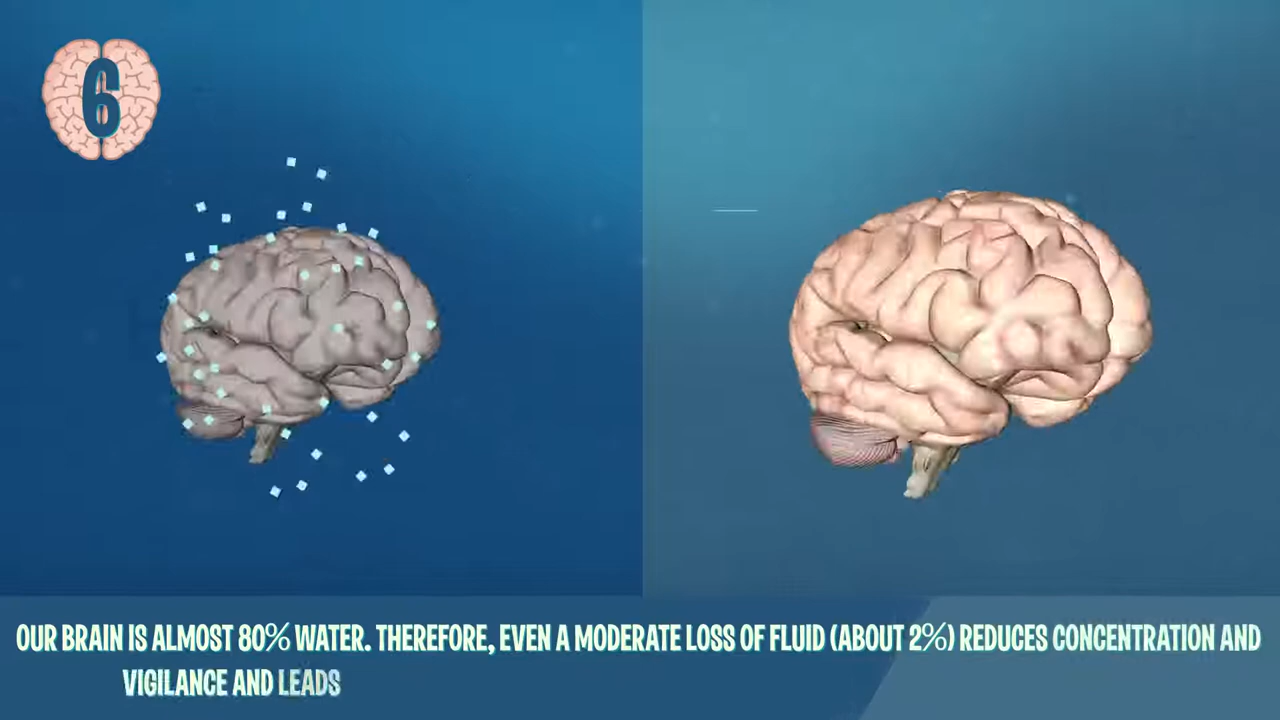 6
OUR BRAIN IS ALMOST 80% WATER. THEREFORE, EVEN A MODERATE LOSS OF FLUID (ABOUT 2%) REDUCES CONCENTRATION AND
VIGILANCE AND LEADS